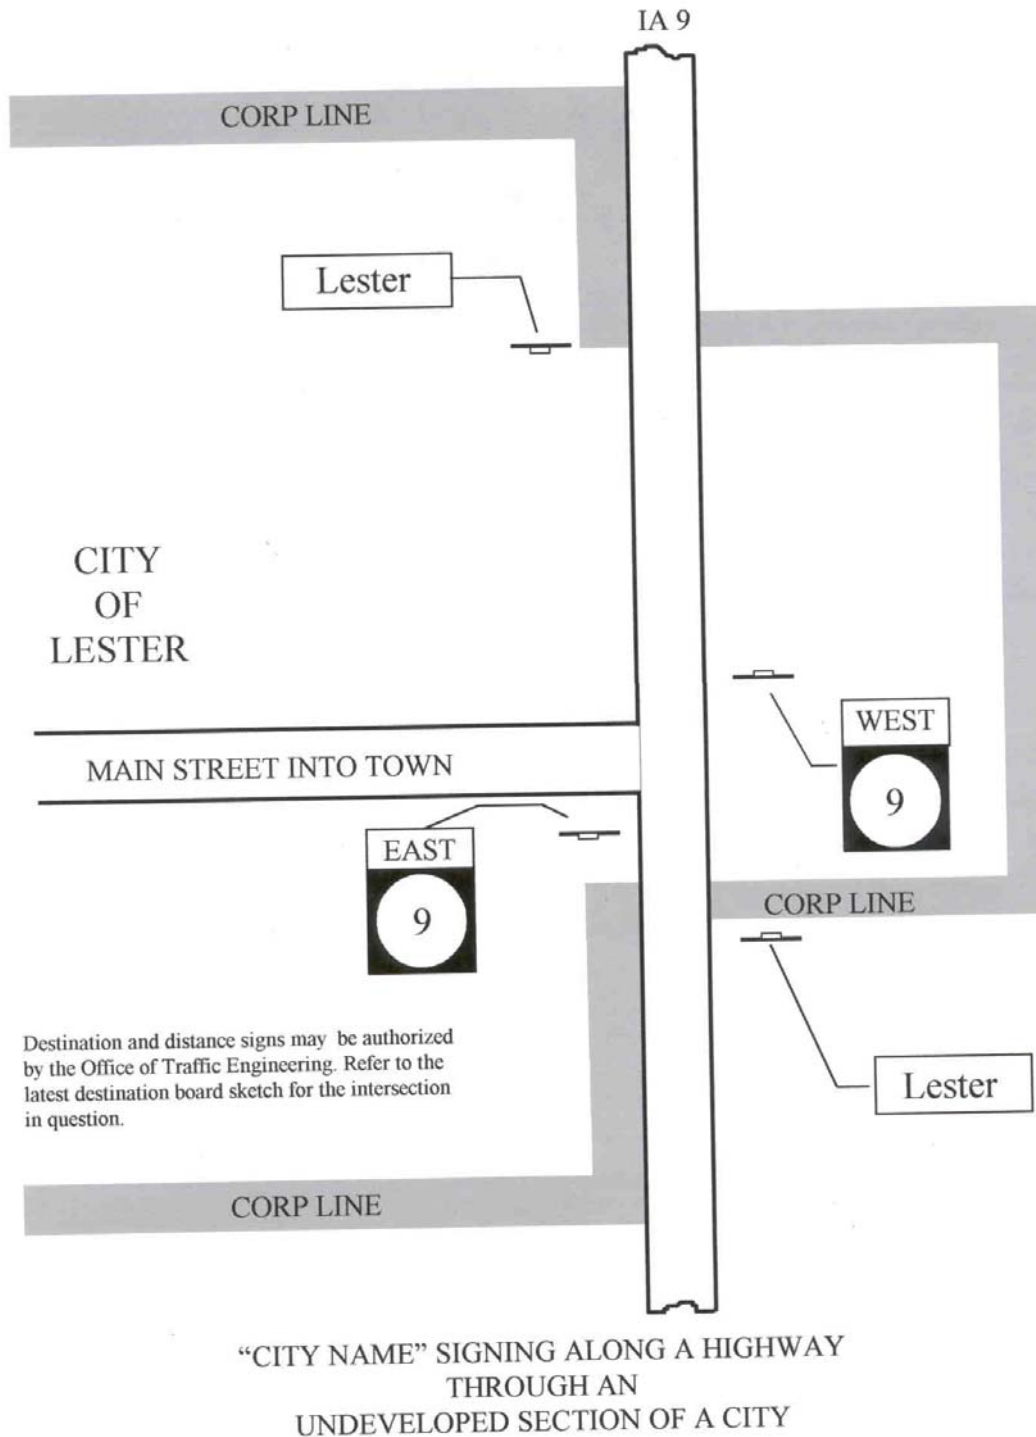 IA 9
CORP LINE
Lester
CITY
OF
LESTER
WEST
9
MAIN STREET INTO TOWN
EAST
9
CORP LINE
Destination and distance signs may be authorized
by the Office of Traffic Engineering. Refer to the
latest destination board sketch for the intersection
in question.
Lester
CORP LINE
“CITY NAME” SIGNING ALONG A HIGHWAY
THROUGH AN
UNDEVELOPED SECTION OF A CITY